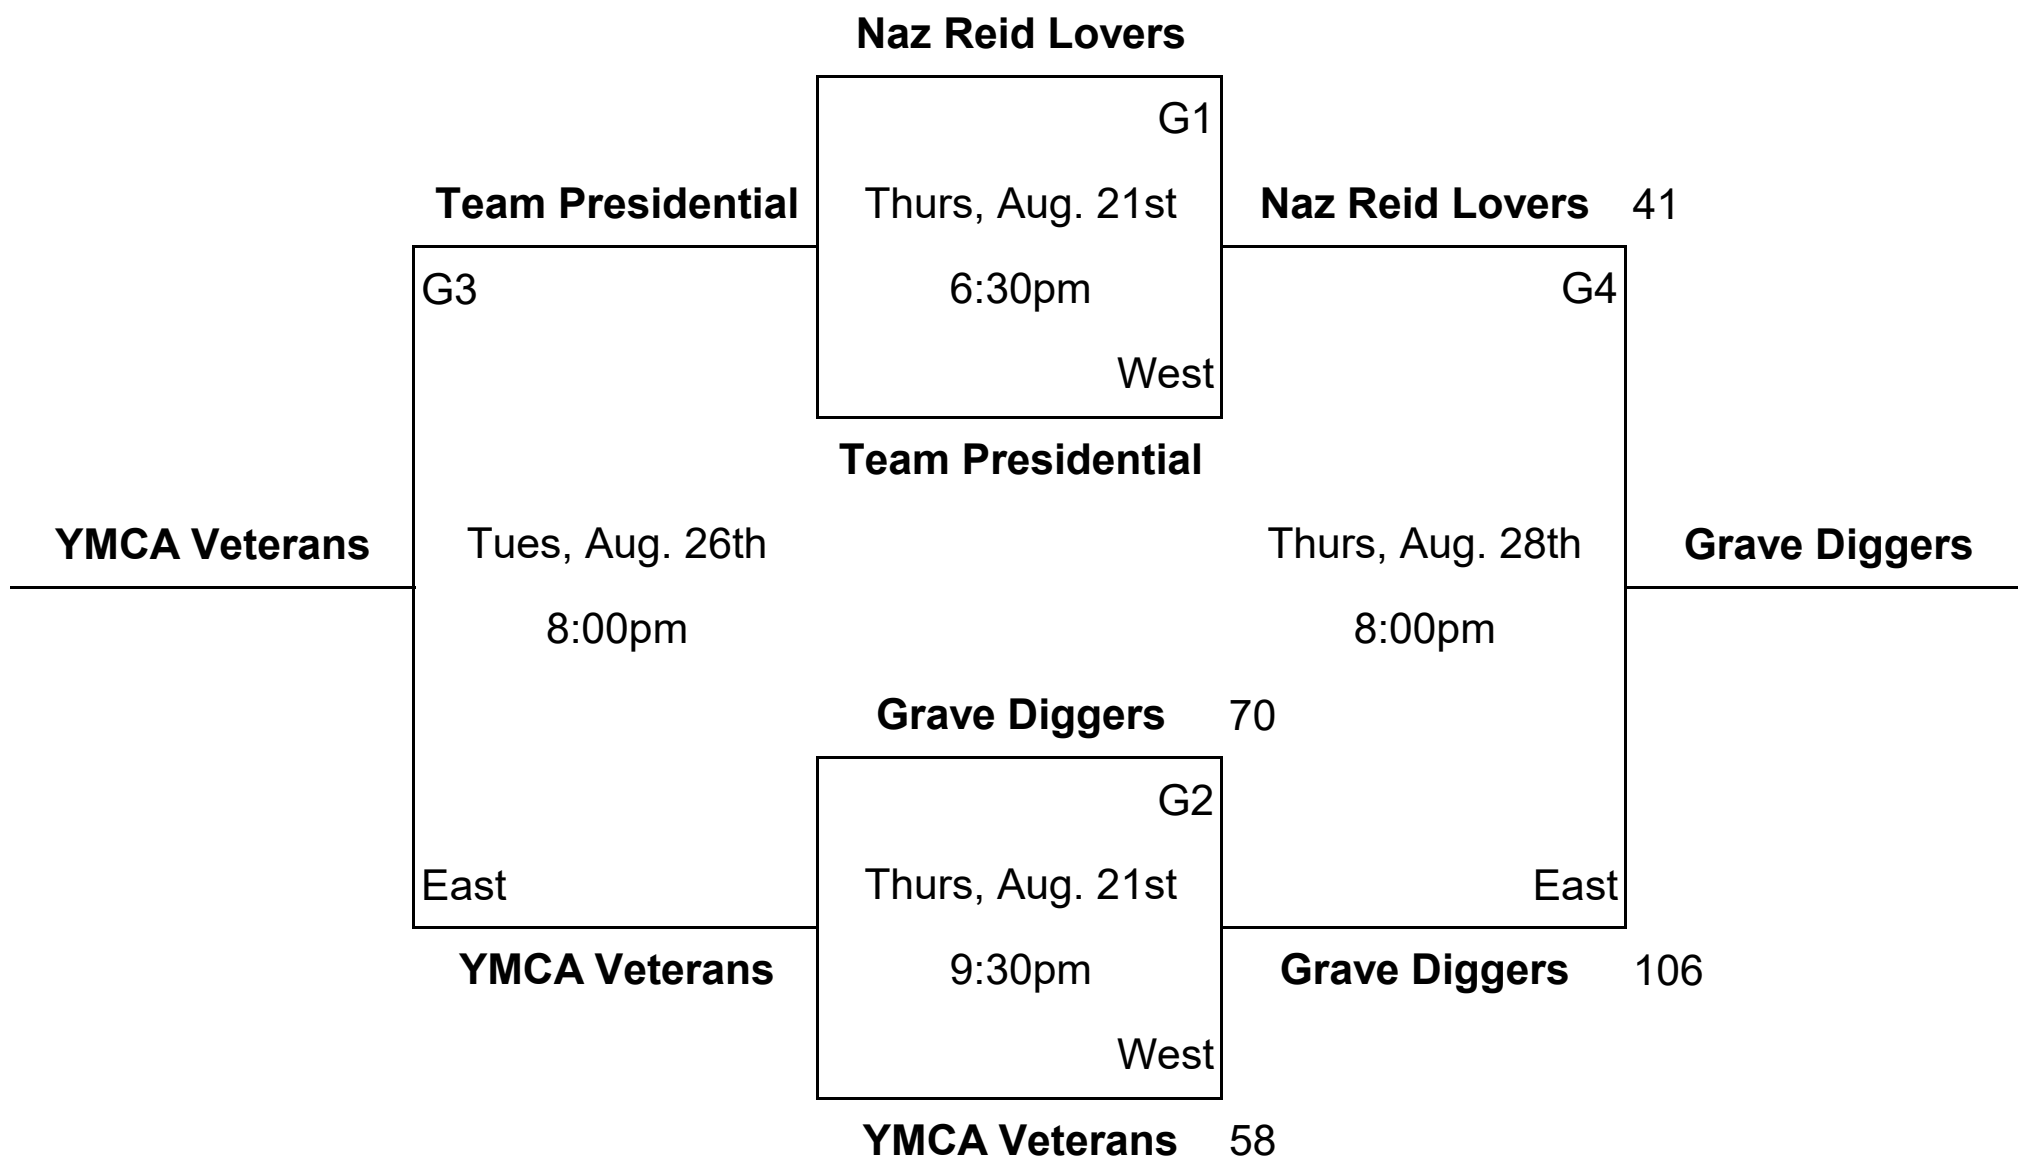 Naz Reid Lovers
G1
Team Presidential
Thurs, Aug. 21st
Naz Reid Lovers 41
G3
6:30pm
G4
West
Team Presidential
YMCA Veterans
Tues, Aug. 26th
Thurs, Aug. 28th
Grave Diggers
8:00pm
8:00pm
Grave Diggers 70
G2
East
Thurs, Aug. 21st
East
YMCA Veterans
9:30pm
Grave Diggers 106
West
YMCA Veterans 58